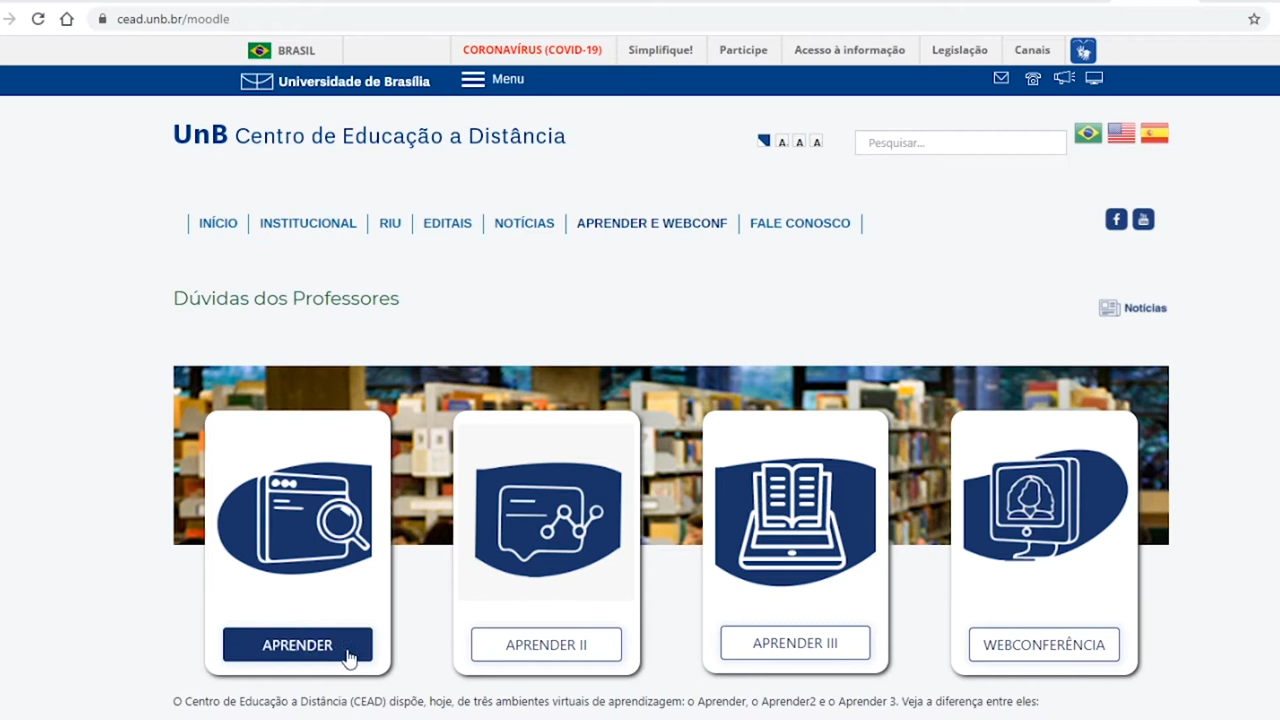 cead.unb.br/moodle
BRASIL CORONAVÍRUS (COVID-19) Simplifique! Participe Acesso à informação Legislação Canais
Universidade de Brasília Menu
UnB Centro de Educação a Distância
A A A Pesquisar...
INÍCIO INSTITUCIONAL RIU EDITAIS NOTÍCIAS APRENDER E WEBCONF FALE CONOSCO
Dúvidas dos Professores
Notícias
APRENDER APRENDER II APRENDER III WEBCONFERÊNCIA
O Centro de Educação a Distância (CEAD) dispõe, hoje, de três ambientes virtuais de aprendizagem: o Aprender, o Aprender2 e o Aprender 3. Veja a diferença entre eles: